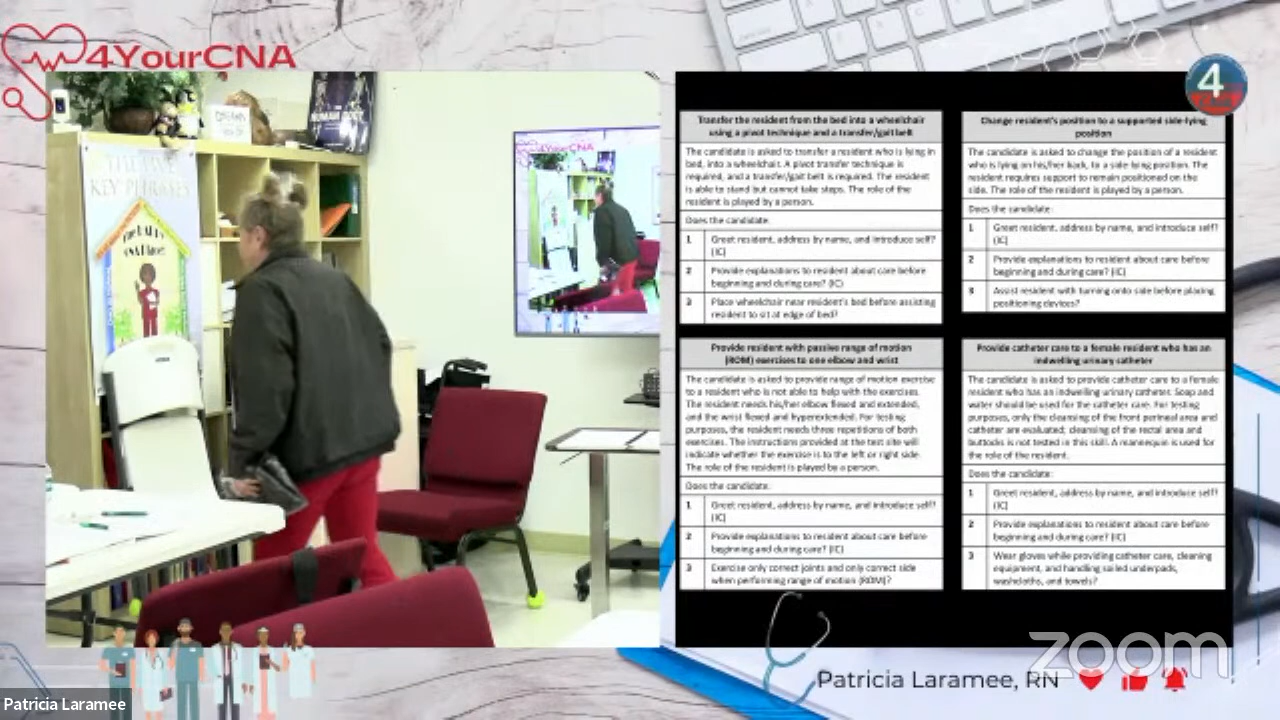 4YourCNA
4
DREAM
HUMAN BODY
THE FIVE
KEY PHRASES
4YourCNA
Transfer the resident from the bed into a wheelchair
using a pivot technique and a transfer/gait belt
The candidate is asked to transfer a resident who is lying in
bed, into a wheelchair. A pivot transfer technique is
required, and a transfer/gait belt is required. The resident
is able to stand but cannot take steps. The role of the
resident is played by a person.
Does the candidate:
1 Greet resident, address by name, and introduce self?
(IC)
2 Provide explanations to resident about care before
beginning and during care? (IC)
3 Place wheelchair near resident's bed before assisting
resident to sit at edge of bed?
Change resident's position to a supported side-lying
position
The candidate is asked to change the position of a resident
who is lying on his/her back, to a side-lying position. The
resident requires support to remain positioned on the
side. The role of the resident is played by a person.
Does the candidate:
1 Greet resident, address by name, and introduce self?
(IC)
2 Provide explanations to resident about care before
beginning and during care? (IC)
3 Assist resident with turning onto side before placing
positioning devices?
Provide resident with passive range of motion
(ROM) exercises to one elbow and wrist
The candidate is asked to provide range of motion exercise
to a resident who is not able to help with the exercises.
The resident needs his/her elbow flexed and extended,
and the wrist flexed and hyperextended. For testing
purposes, the resident needs three repetitions of both
exercises. The instructions provided at the test site will
indicate whether the exercise is to the left or right side.
The role of the resident is played by a person.
Does the candidate:
1 Greet resident, address by name, and introduce self?
(IC)
2 Provide explanations to resident about care before
beginning and during care? (IC)
3 Exercise only correct joints and only correct side
when performing range of motion (ROM)?
Provide catheter care to a female resident who has an
indwelling urinary catheter
The candidate is asked to provide catheter care to a female
resident who has an indwelling urinary catheter. Soap and
water should be used for the catheter care. For testing
purposes, only the cleansing of the front perineal area and
catheter are evaluated; cleansing of the rectal area and
buttocks is not tested in this skill. A mannequin is used for
the role of the resident.
Does the candidate:
1 Greet resident, address by name, and introduce self?
(IC)
2 Provide explanations to resident about care before
beginning and during care? (IC)
3 Wear gloves while providing catheter care, cleaning
equipment, and handling soiled underpads,
washcloths, and towels?
zoom
Patricia Laramee, RN
Patricia Laramee